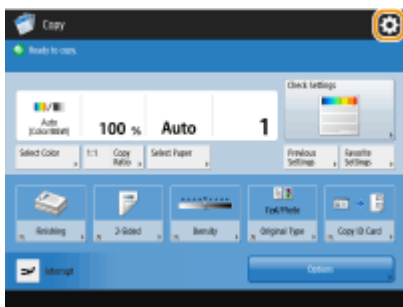 Copy
Ready to copy.
Check Settings
Auto
(Color/B&W)
100 %
Auto
1
Select Color
1:1
Copy
Ratio
Select Paper
Previous
Settings
Favorite
Settings
Finishing
2-Sided
Density
Text/Photo
Original Type
Copy ID Card
Interrupt
Options